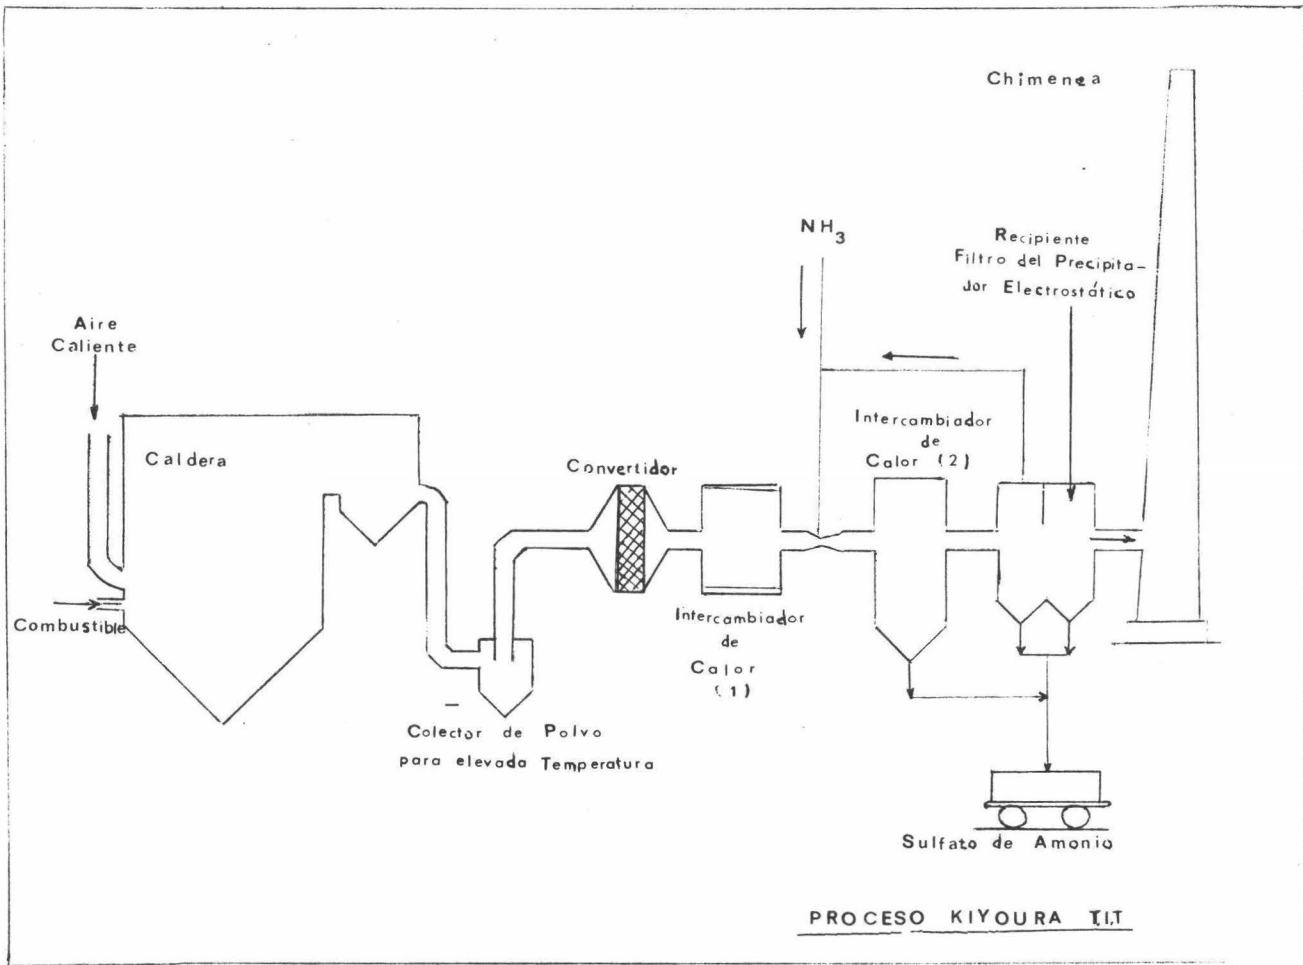 Chimenea
NH3
Recipiente
Filtro del Precipita-
dor Electrostático
Aire
Caliente
Caldera
Convertidor
Intercambiador
de
Calor (2)
Combustible
Intercambiador
de
Calor
(1)
Colector de Polvo
para elevada Temperatura
Sulfato de Amonio
PROCESO KIYOURA T.I.T